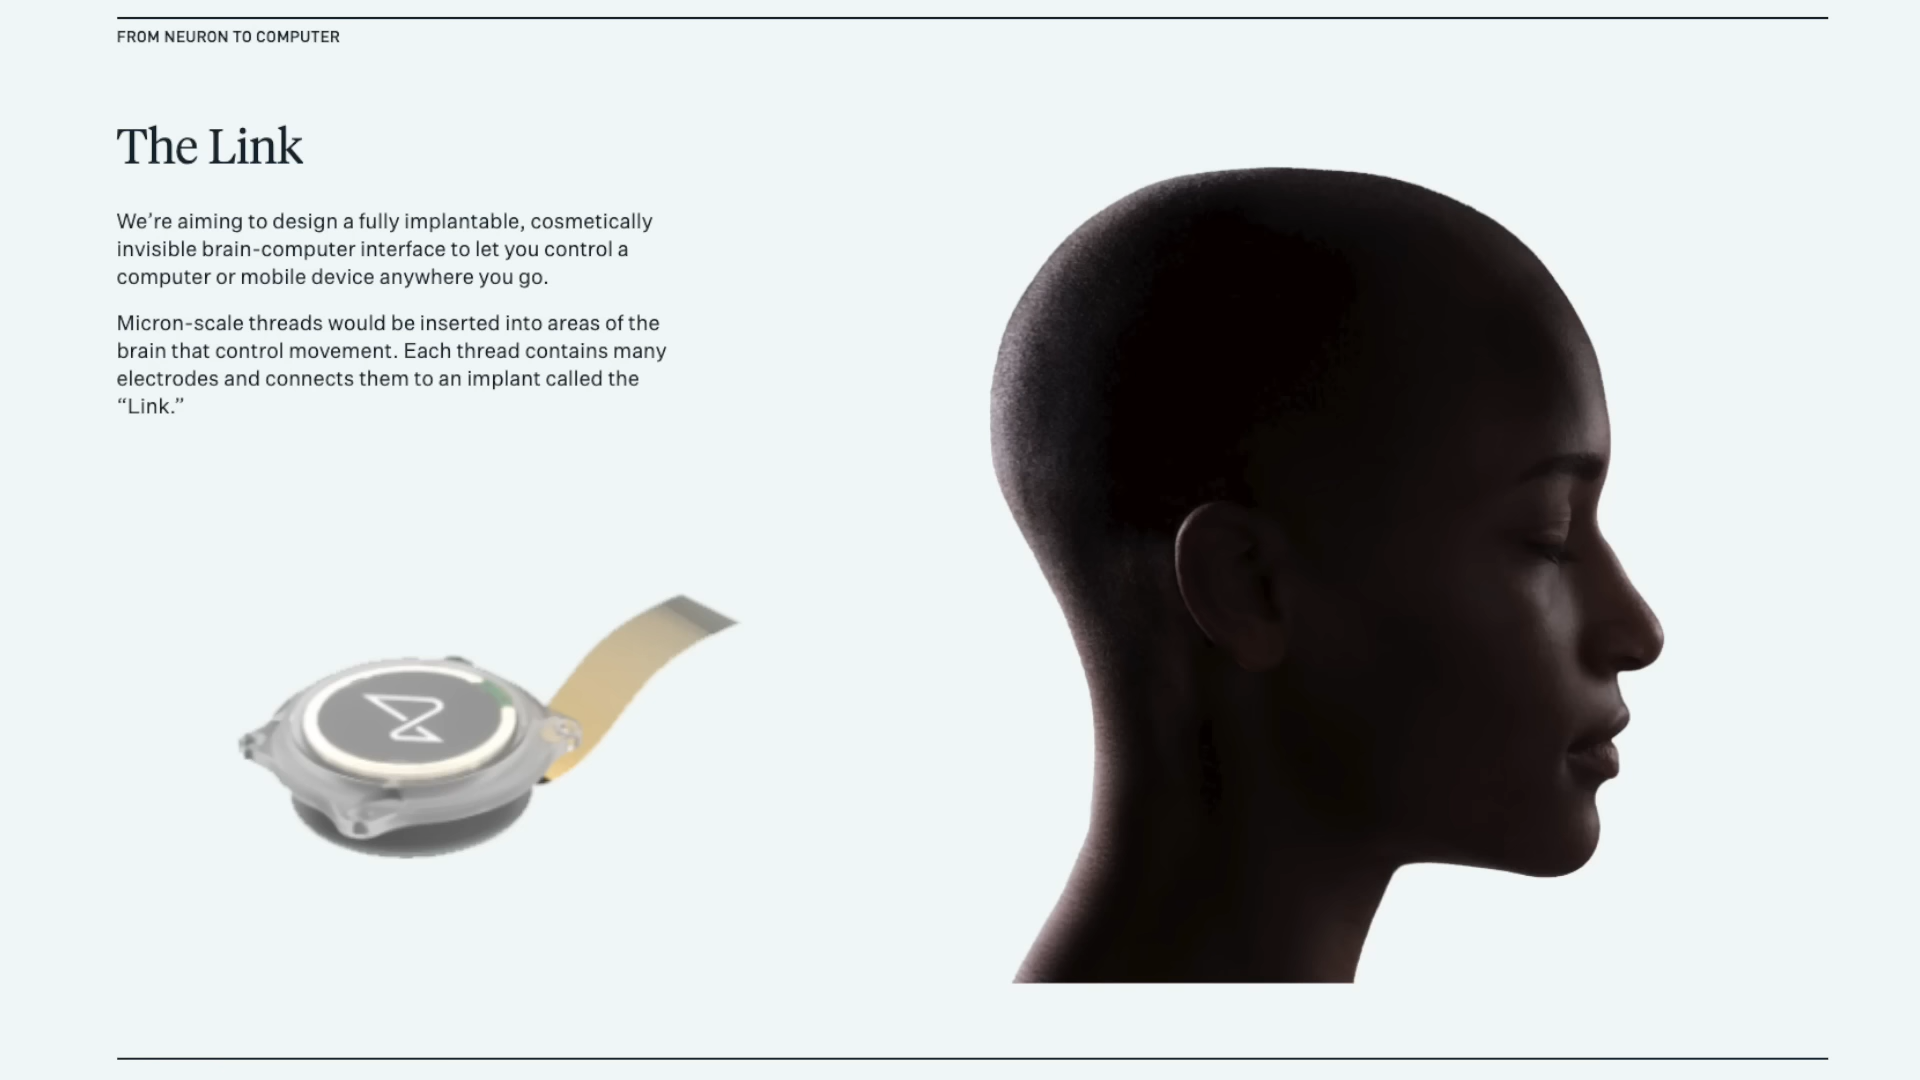 FROM NEURON TO COMPUTER
The Link
We’re aiming to design a fully implantable, cosmetically
invisible brain-computer interface to let you control a
computer or mobile device anywhere you go.
Micron-scale threads would be inserted into areas of the
brain that control movement. Each thread contains many
electrodes and connects them to an implant called the
“Link.”